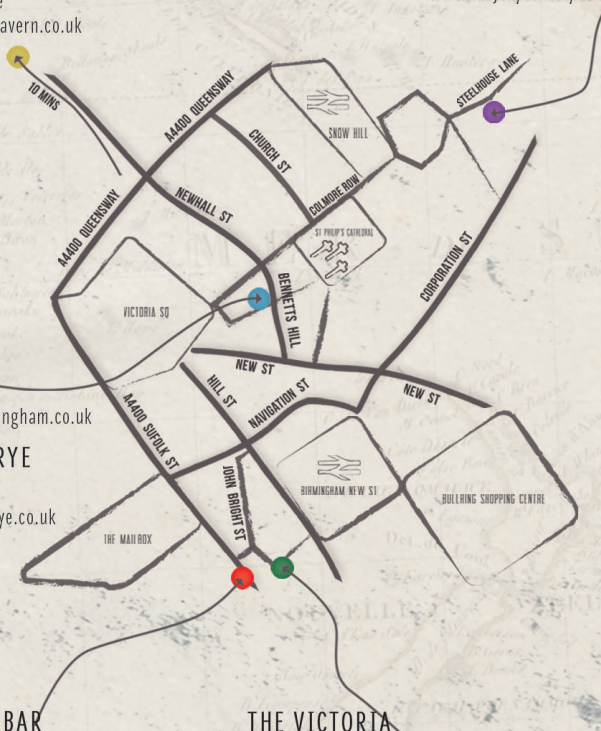 avern.co.uk
10 MINS
A4400 QUEENSWAY
STEELHOUSE LANE
SNOW HILL
CHURCH ST
COLMORE ROW
NEWHALL ST
A4400 QUEENSWAY
ST PHILIP'S CATHEDRAL
CORPORATION ST
VICTORIA SQ
BENNETTS HILL
NEW ST
NEW ST
HILL ST
NAVIGATION ST
A4400 SUFOLK ST
ngham.co.uk
RYE
ye.co.uk
JOHN BRIGHT ST
BIRMINGHAM NEW ST
BULLRING SHOPPING CENTRE
THE MAILBOX
BAR
THE VICTORIA